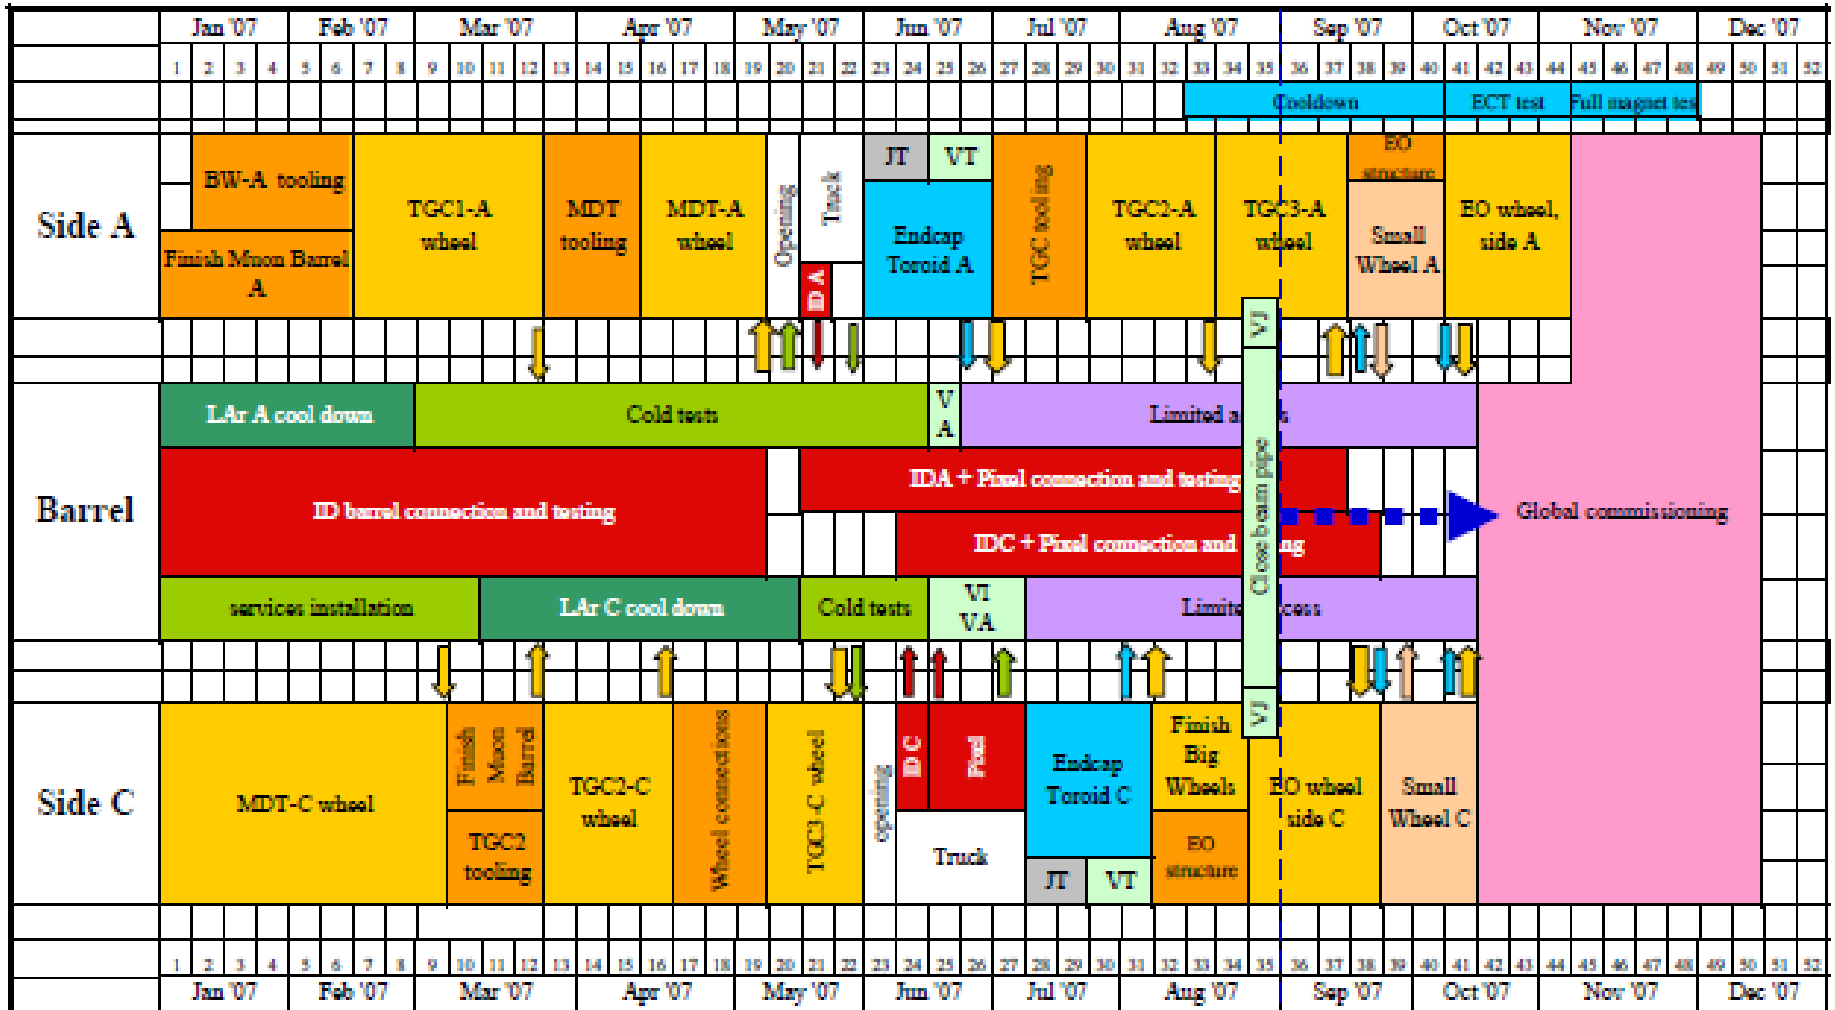 Jan '07 Feb '07 Mar '07 Apr '07 May '07 Jun '07 Jul '07 Aug '07 Sep '07 Oct '07 Nov '07 Dec '07
1 2 3 4 5 6 7 8 9 10 11 12 13 14 15 16 17 18 19 20 21 22 23 24 25 26 27 28 29 30 31 32 33 34 35 36 37 38 39 40 41 42 43 44 45 46 47 48 49 50 51 52
Cooldown ECT test Full magnet tes
Side A
BW-A tooling
Finish Muon Barrel
A
TGC1-A
wheel
MDT
tooling
MDT-A
wheel
Opening
Truck
ID A
JT
VT
Endcap
Toroid A
TGC tooling
TGC2-A
wheel
TGC3-A
wheel
EO
structure
Small
Wheel A
EO wheel,
side A
Barrel
LAr A cool down
Cold tests
V
A
Limited a s
ID barrel connection and testing
IDA + Pixel connection and testing
IDC + Pixel connection and ng
VJ
Close beam pipe
VJ
Global commissioning
services installation
LAr C cool down
Cold tests
VI
VA
Limite cess
Side C
MDT-C wheel
Finish
Muon
Barrel
TGC2
tooling
TGC2-C
wheel
Wheel connections
TGC3-C wheel
opening
ID C
Pixel
Truck
Endcap
Toroid C
JT
VT
Finish
Big
Wheels
EO
structure
EO wheel
side C
Small
Wheel C
1 2 3 4 5 6 7 8 9 10 11 12 13 14 15 16 17 18 19 20 21 22 23 24 25 26 27 28 29 30 31 32 33 34 35 36 37 38 39 40 41 42 43 44 45 46 47 48 49 50 51 52
Jan '07 Feb '07 Mar '07 Apr '07 May '07 Jun '07 Jul '07 Aug '07 Sep '07 Oct '07 Nov '07 Dec '07